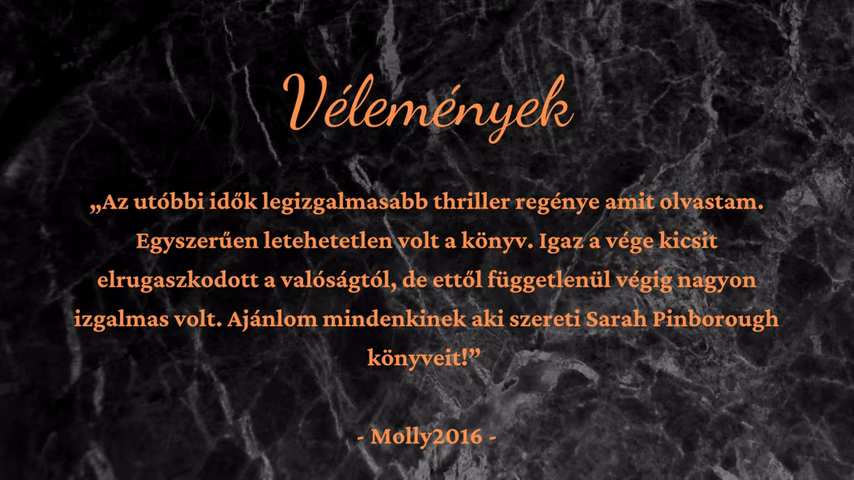 Vélemények
„Az utóbbi idők legizgalmasabb thriller regénye amit olvastam.
Egyszerűen letehetetlen volt a könyv. Igaz a vége kicsit
elrugaszkodott a valóságtól, de ettől függetlenül végig nagyon
izgalmas volt. Ajánlom mindenkinek aki szereti Sarah Pinborough
könyveit!”
- Molly2016 -